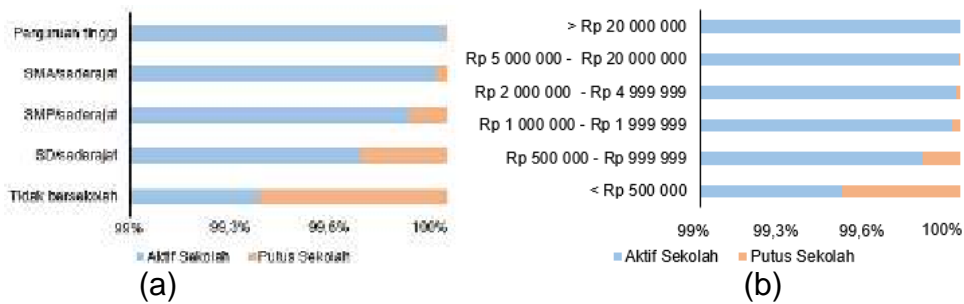 Perguruan tinggi
SMA/sederajat
SMP/sederajat
SD/sederajat
Tidak bersekolah
99% 99,3% 99,6% 100%
Aktif Sekolah Putus Sekolah
(a)
> Rp 20 000 000
Rp 5 000 000 - Rp 20 000 000
Rp 2 000 000 - Rp 4 999 999
Rp 1 000 000 - Rp 1 999 999
Rp 500 000 - Rp 999 999
< Rp 500 000
99% 99,3% 99,6% 100%
Aktif Sekolah Putus Sekolah
(b)